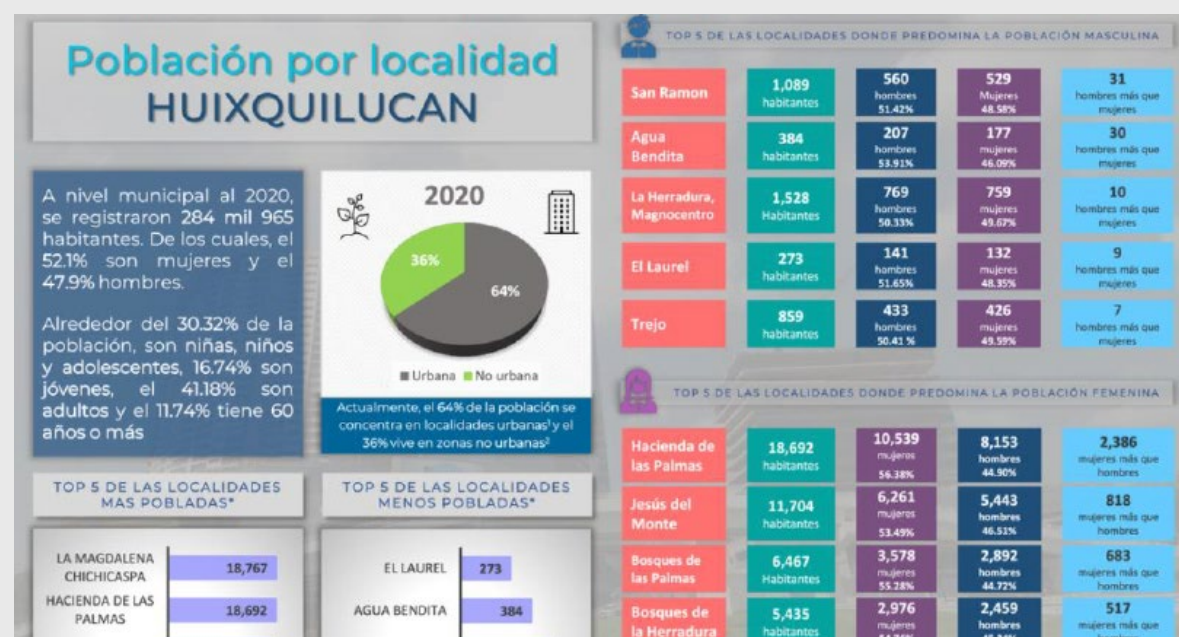 Población por localidad
HUIXQUILUCAN
A nivel municipal al 2020,
se registraron 284 mil 965
habitantes. De los cuales, el
52.1% son mujeres y el
47.9% hombres.
Alrededor del 30.32% de la
población, son niñas, niños
y adolescentes, 16.74% son
jóvenes, el 41.18% son
adultos y el 11.74% tiene 60
años o más
2020
36%
64%
Urbana No urbana
Actualmente, el 64% de la población se
concentra en localidades urbanas¹ y el
36% vive en zonas no urbanas²
TOP 5 DE LAS LOCALIDADES
MÁS POBLADAS*
LA MAGDALENA
CHICHICASPA
18,767
HACIENDA DE LAS
PALMAS
18,692
TOP 5 DE LAS LOCALIDADES
MENOS POBLADAS*
EL LAUREL
273
AGUA BENDITA
384
TOP 5 DE LAS LOCALIDADES DONDE PREDOMINA LA POBLACIÓN MASCULINA
San Ramon
1,089
habitantes
560
hombres
51.42%
529
Mujeres
48.58%
31
hombres más que
mujeres
Agua
Bendita
384
habitantes
207
hombres
53.91%
177
mujeres
46.09%
30
hombres más que
mujeres
La Herradura,
Magnocentro
1,528
Habitantes
769
hombres
50.33%
759
mujeres
49.67%
10
hombres más que
mujeres
El Laurel
273
habitantes
141
hombres
51.65%
132
mujeres
48.35%
9
hombres más que
mujeres
Trejo
859
habitantes
433
hombres
50.41 %
426
mujeres
49.59%
7
hombres más que
mujeres
TOP 5 DE LAS LOCALIDADES DONDE PREDOMINA LA POBLACIÓN FEMENINA
Hacienda de
las Palmas
18,692
habitantes
10,539
mujeres
56.38%
8,153
hombres
44.90%
2,386
mujeres más que
hombres
Jesús del
Monte
11,704
habitantes
6,261
mujeres
53.49%
5,443
hombres
46.51%
818
mujeres más que
hombres
Bosques de
las Palmas
6,467
Habitantes
3,578
mujeres
55.28%
2,892
hombres
44.72%
683
mujeres más que
hombres
Bosques de
la Herradura
5,435
habitantes
2,976
mujeres
2,459
hombres
517
mujeres más que